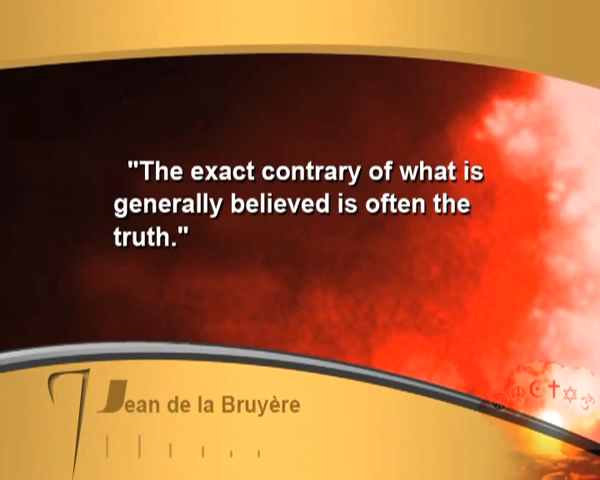 "The exact contrary of what is
generally believed is often the
truth."
Jean de la Bruyère